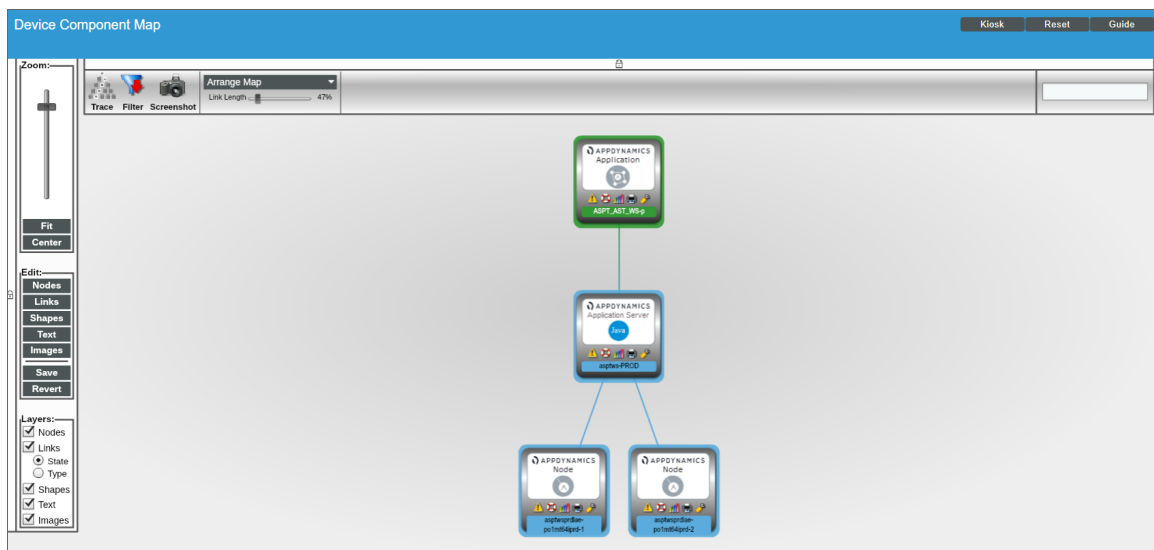 Device Component Map
Kiosk Reset Guide
Zoom:
Trace Filter Screenshot
Arrange Map
Link Length 47%
Fit
Center
Edit:
Nodes
Links
Shapes
Text
Images
Save
Revert
Layers:
Nodes
Links
State
Type
Shapes
Text
Images
APPDYNAMICS
Application
ASPT_AST_WS-p
APPDYNAMICS
Application Server
Java
asptws-PROD
APPDYNAMICS
Node
APPDYNAMICS
Node